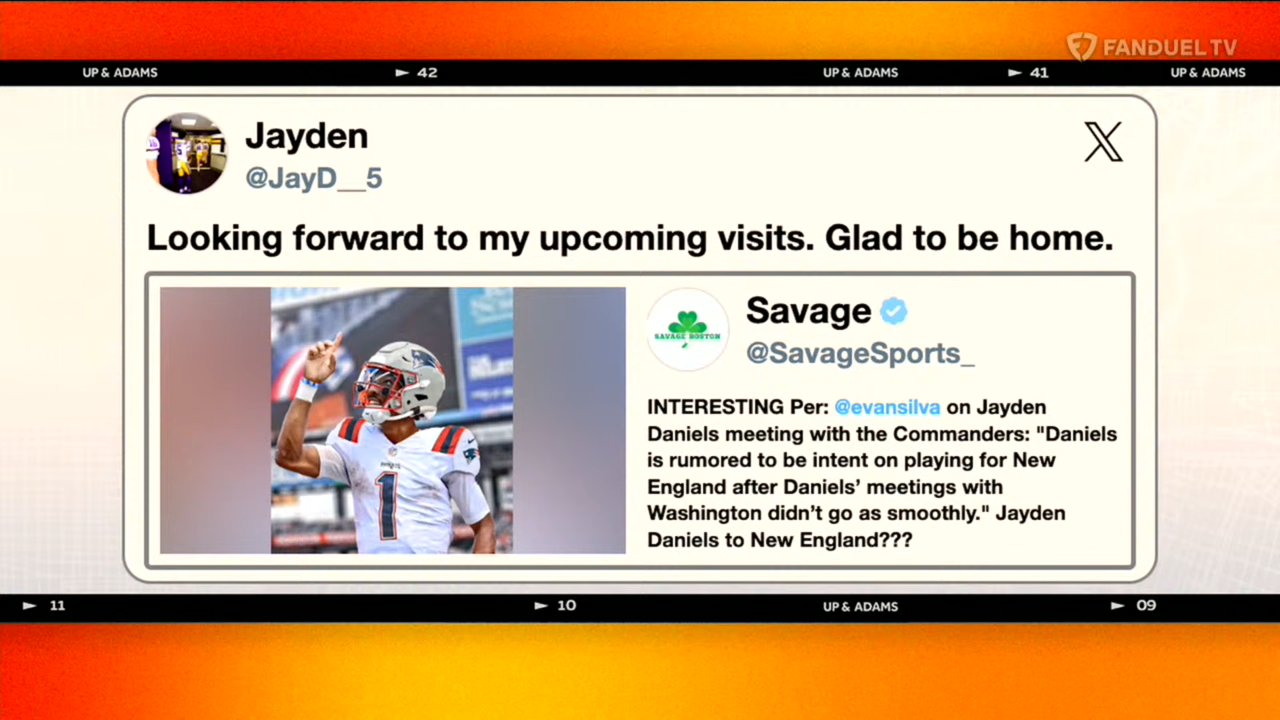 FANDUEL TV
UP & ADAMS 42 UP & ADAMS 41 UP & ADAMS
Jayden
@JayD__5
Looking forward to my upcoming visits. Glad to be home.
SAVAGE BOSTON
Savage
@SavageSports_
INTERESTING Per: @evansilva on Jayden
Daniels meeting with the Commanders: "Daniels
is rumored to be intent on playing for New
England after Daniels’ meetings with
Washington didn’t go as smoothly." Jayden
Daniels to New England???
1
11 10 UP & ADAMS 09